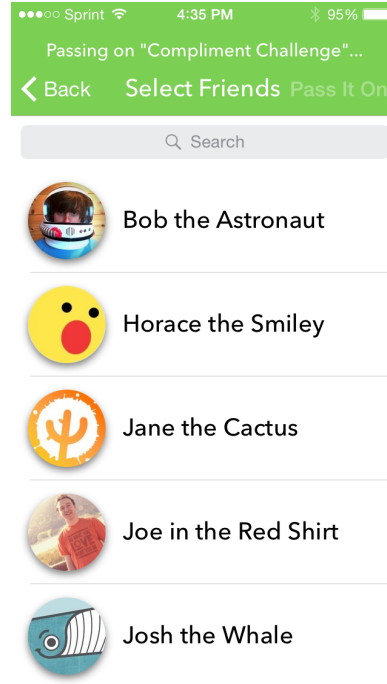 Sprint 4:35 PM 95%
Passing on "Compliment Challenge"...
Back Select Friends Pass It On
Search
Bob the Astronaut
Horace the Smiley
Jane the Cactus
Joe in the Red Shirt
Josh the Whale